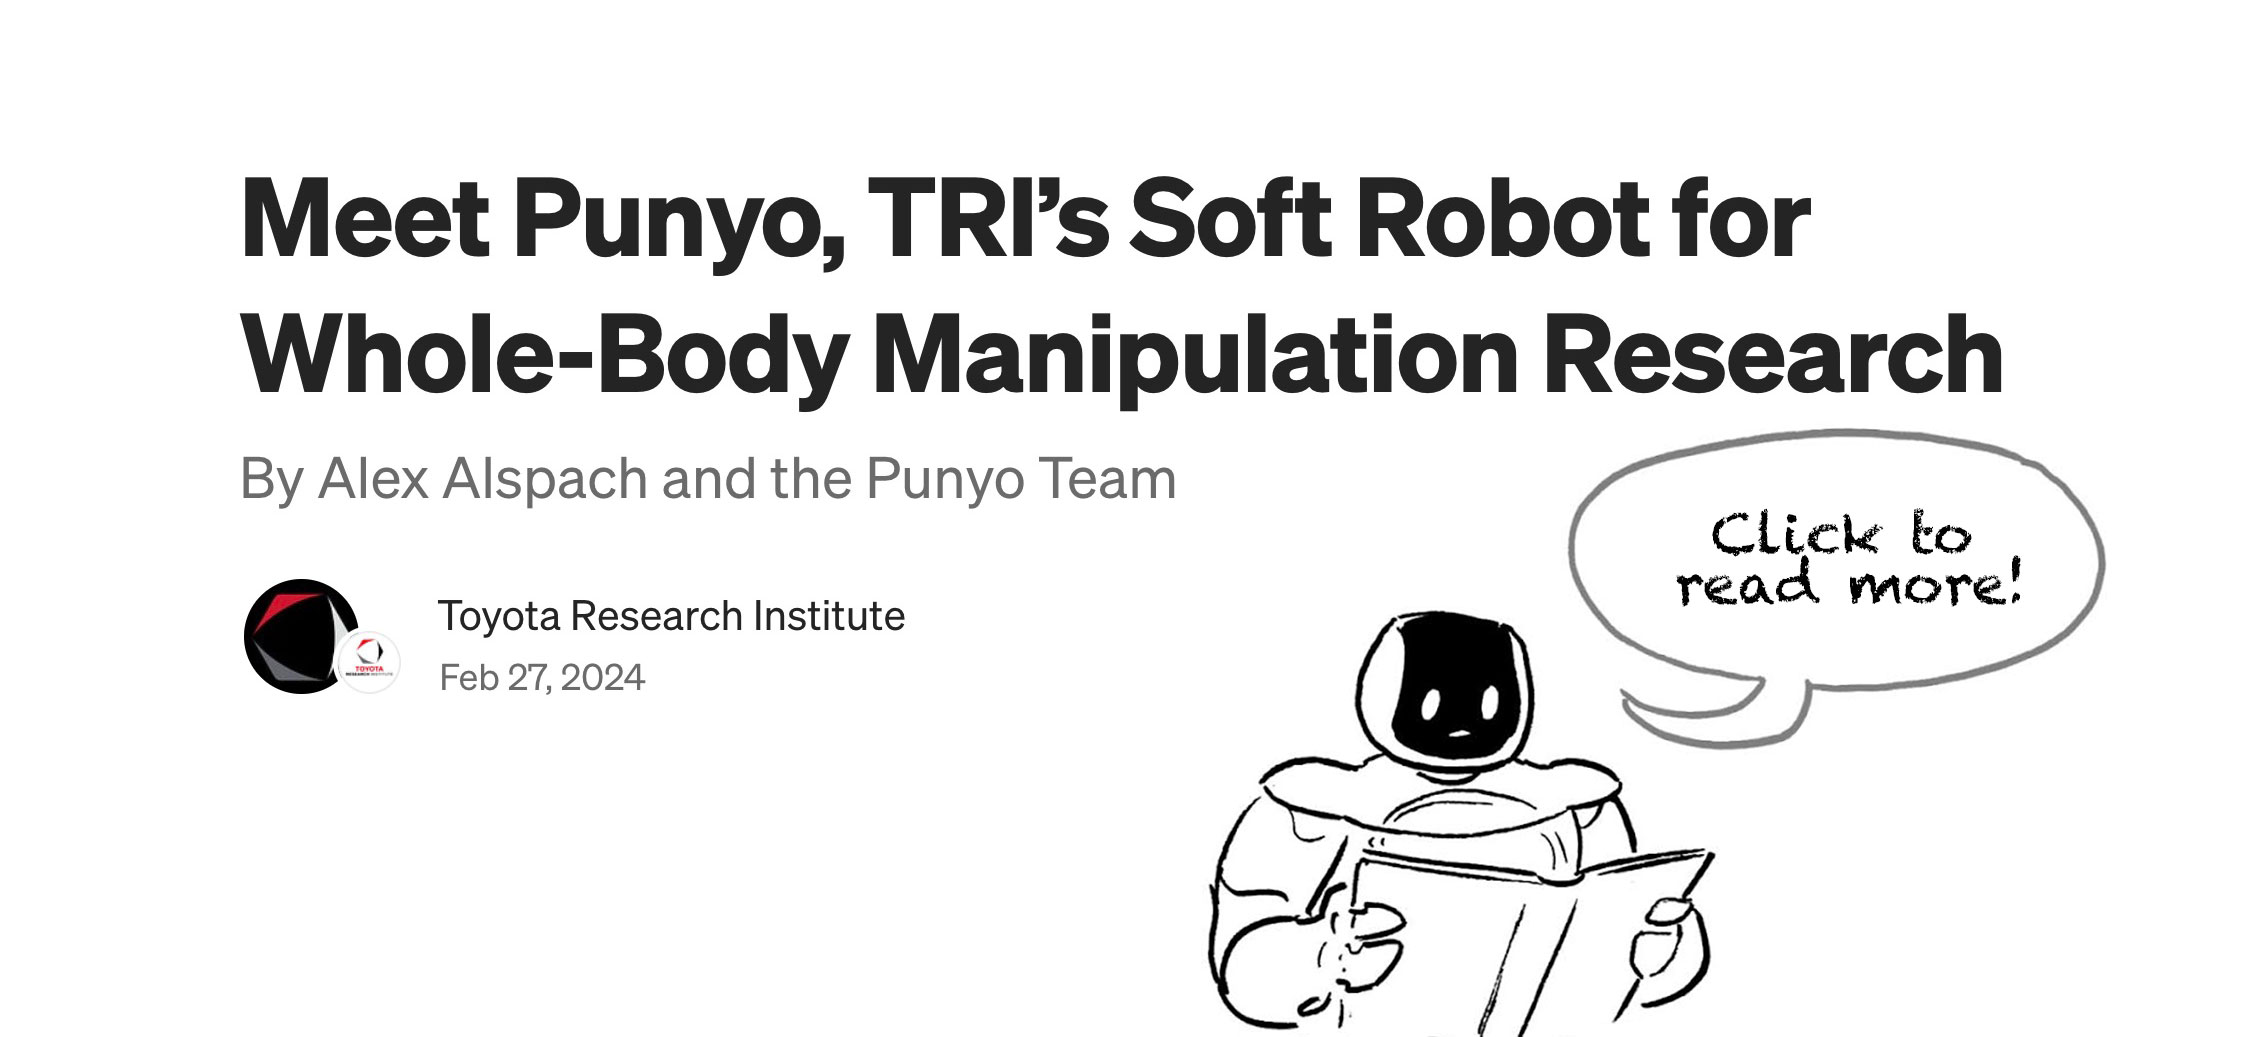 Meet Punyo, TRI’s Soft Robot for
Whole-Body Manipulation Research
By Alex Alspach and the Punyo Team
Click to
read more!
Toyota Research Institute
Feb 27, 2024
TOYOTA
RESEARCH INSTITUTE